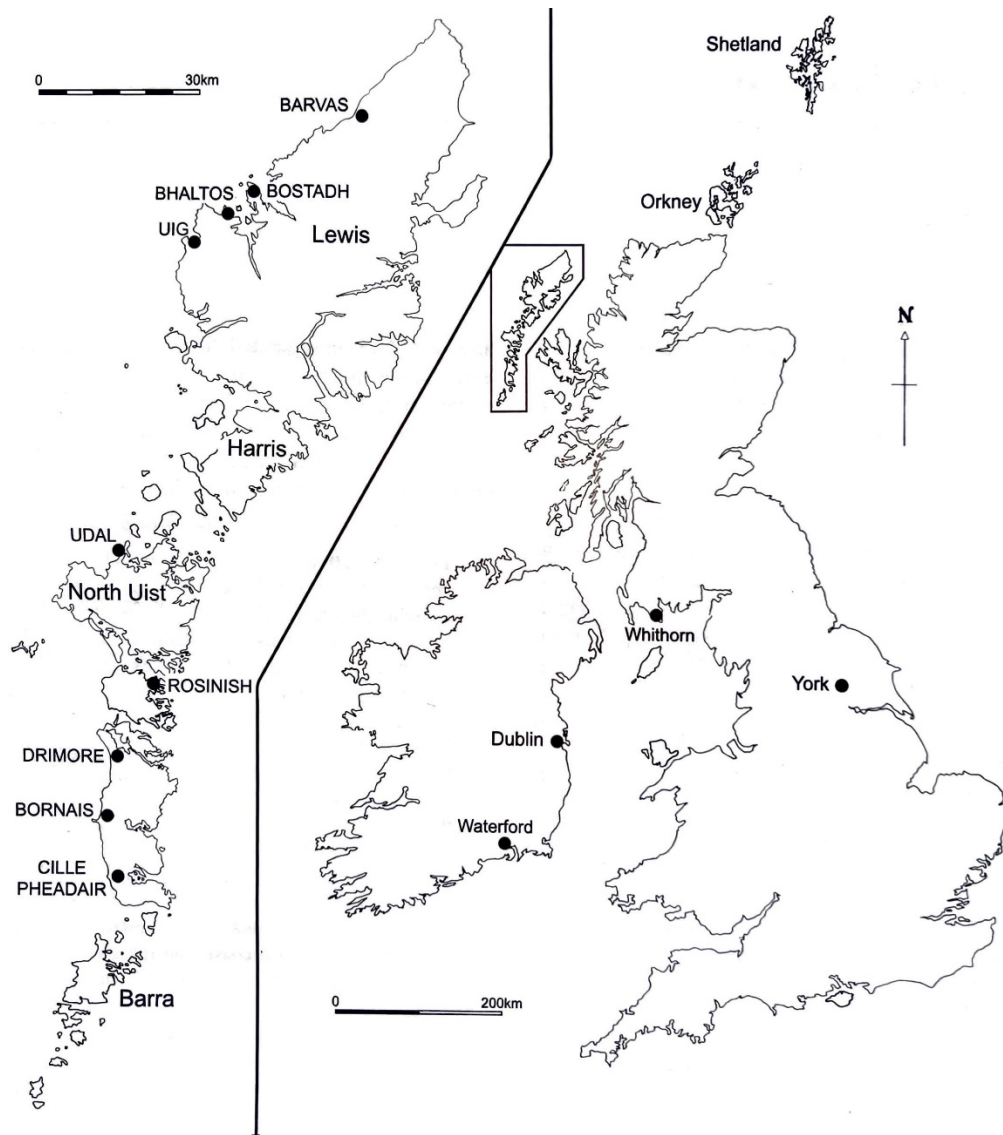 0 30km
BARVAS
BHALTOS
BOSTADH
UIG
Lewis
Harris
UDAL
North Uist
ROSINISH
DRIMORE
BORNAIS
CILLE
PHEADAIR
Barra
Shetland
Orkney
N
Whithorn
York
Dublin
Waterford
0 200km